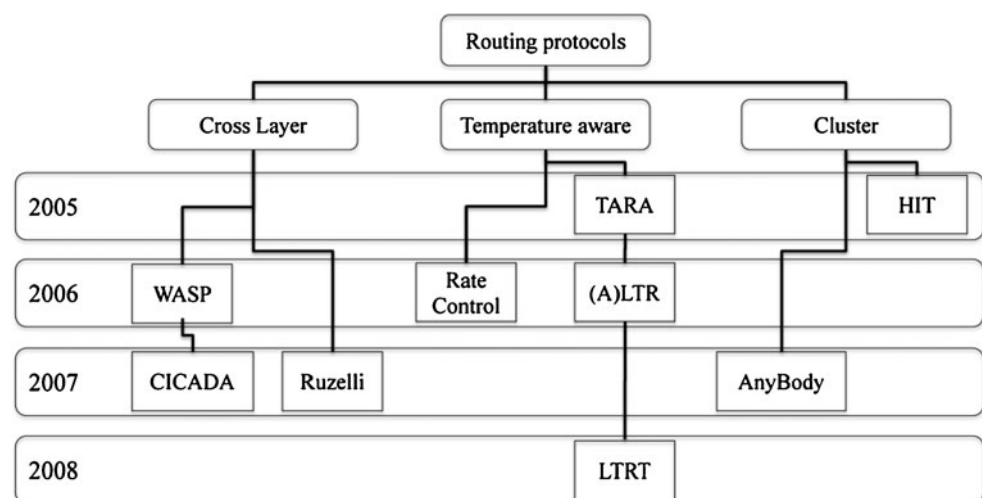 Routing protocols
Cross Layer
Temperature aware
Cluster
2005
TARA
HIT
2006
WASP
Rate
Control
(A)LTR
2007
CICADA
Ruzelli
AnyBody
2008
LTRT